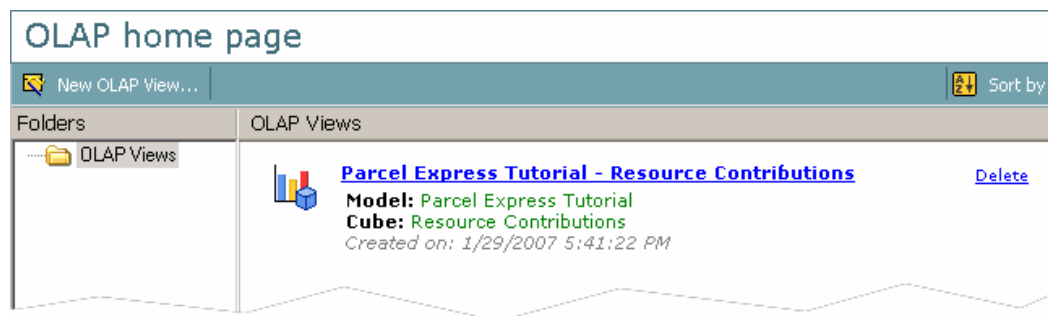 OLAP home page
New OLAP View...
Sort by
Folders
OLAP Views
OLAP Views
Parcel Express Tutorial - Resource Contributions
Delete
Model: Parcel Express Tutorial
Cube: Resource Contributions
Created on: 1/29/2007 5:41:22 PM